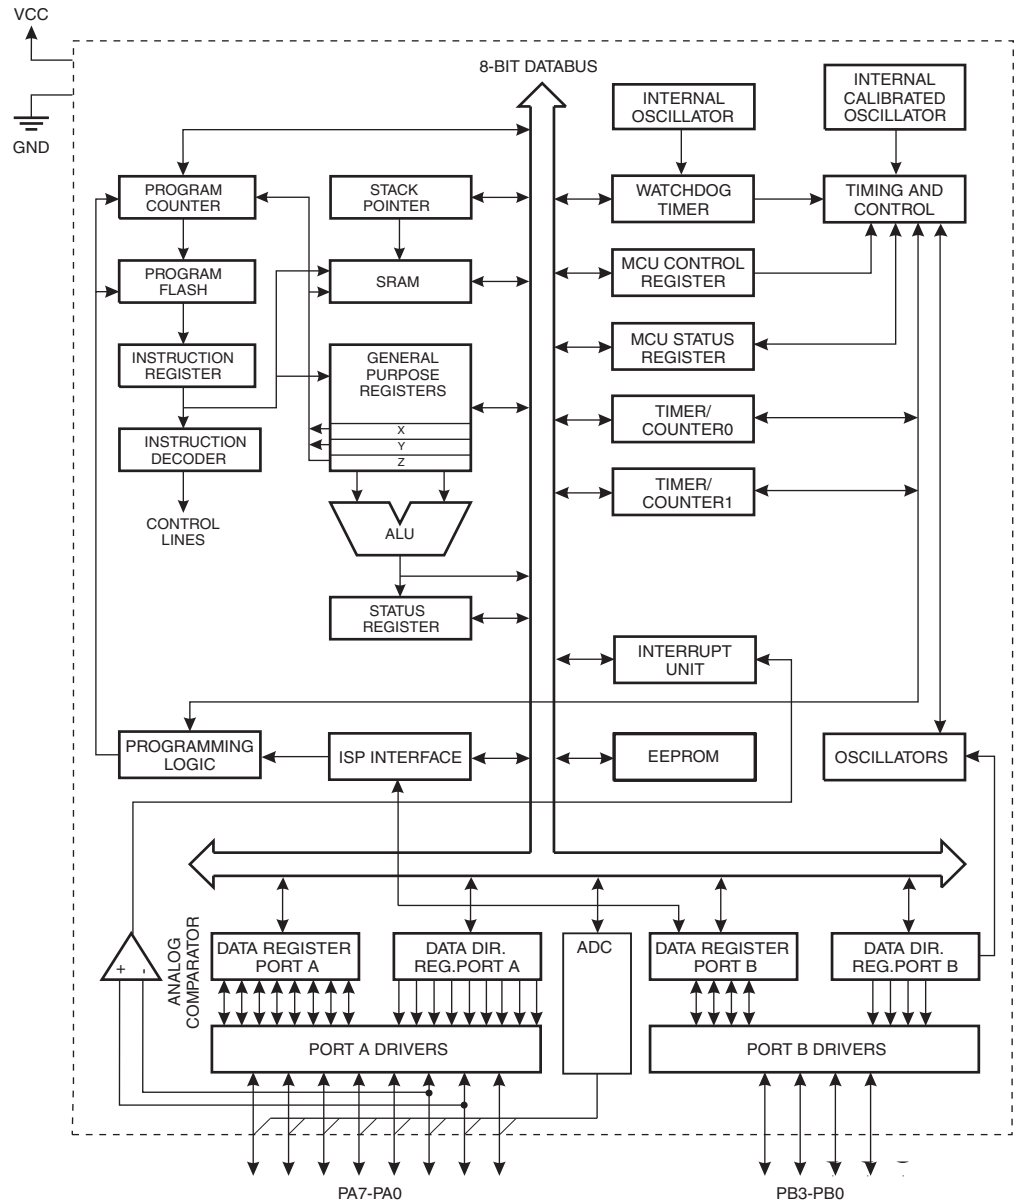 VCC
GND
8-BIT DATABUS
INTERNAL
OSCILLATOR
INTERNAL
CALIBRATED
OSCILLATOR
PROGRAM
COUNTER
STACK
POINTER
WATCHDOG
TIMER
TIMING AND
CONTROL
PROGRAM
FLASH
SRAM
MCU CONTROL
REGISTER
INSTRUCTION
REGISTER
GENERAL
PURPOSE
REGISTERS
X
Y
Z
MCU STATUS
REGISTER
INSTRUCTION
DECODER
TIMER/
COUNTER0
CONTROL
LINES
ALU
TIMER/
COUNTER1
STATUS
REGISTER
INTERRUPT
UNIT
PROGRAMMING
LOGIC
ISP INTERFACE
EEPROM
OSCILLATORS
ANALOG
COMPARATOR
+
-
DATA REGISTER
PORT A
DATA DIR.
REG.PORT A
ADC
DATA REGISTER
PORT B
DATA DIR.
REG.PORT B
PORT A DRIVERS
PORT B DRIVERS
PA7-PA0
PB3-PB0